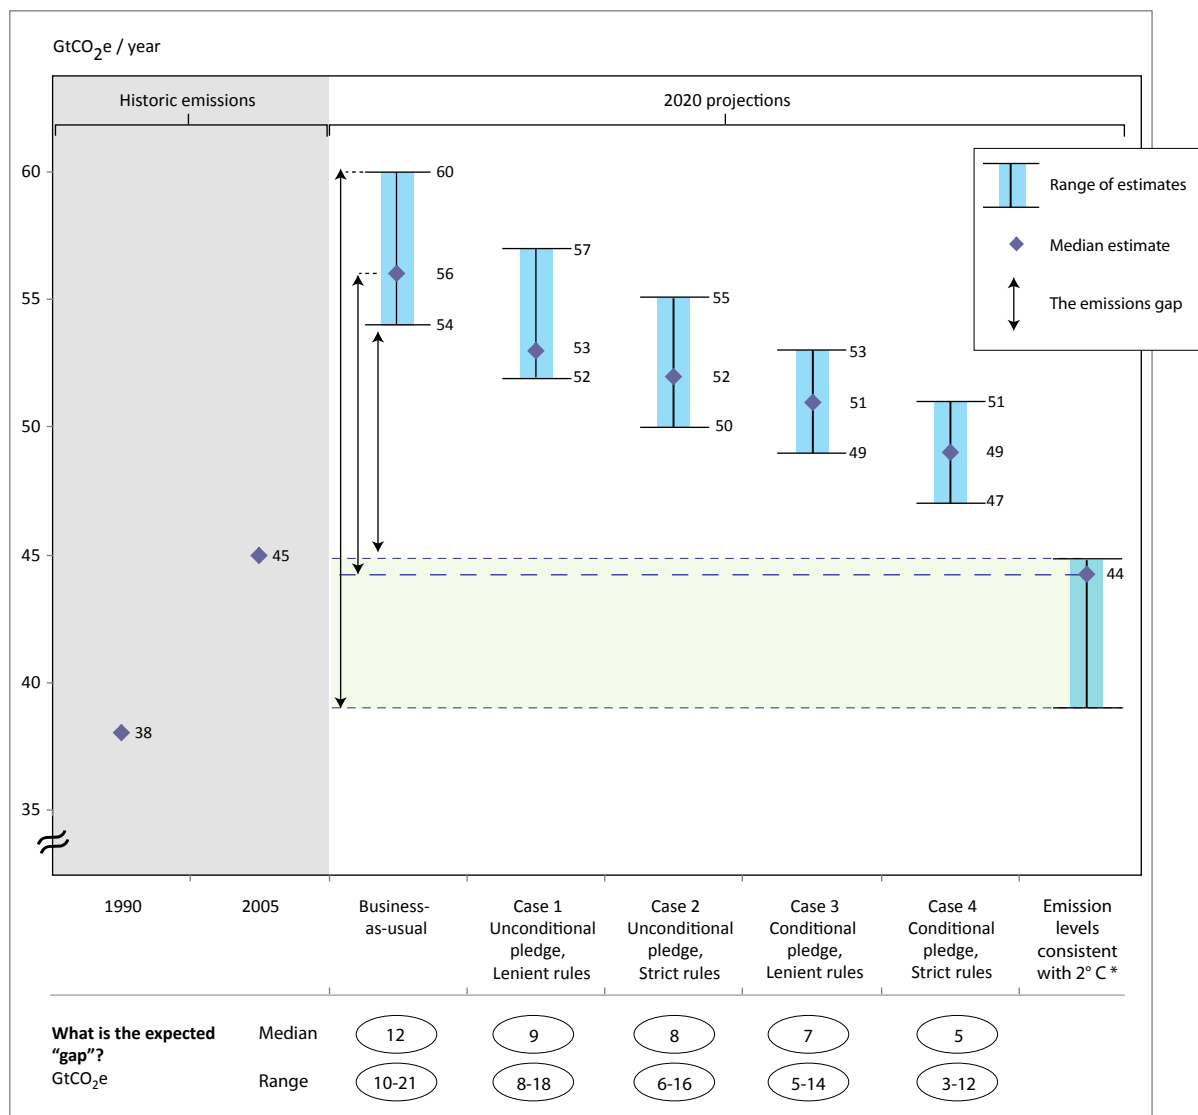 GtCO2e / year
Historic emissions
2020 projections
60
55
50
45
40
35
38
45
60
56
54
57
53
52
55
52
50
53
51
49
51
49
47
44
Range of estimates
Median estimate
The emissions gap
1990
2005
Business-
as-usual
Case 1
Unconditional
pledge,
Lenient rules
Case 2
Unconditional
pledge,
Strict rules
Case 3
Conditional
pledge,
Lenient rules
Case 4
Conditional
pledge,
Strict rules
Emission
levels
consistent
with 2° C *
What is the expected
“gap”?
GtCO2e
Median
12
9
8
7
5
Range
10-21
8-18
6-16
5-14
3-12